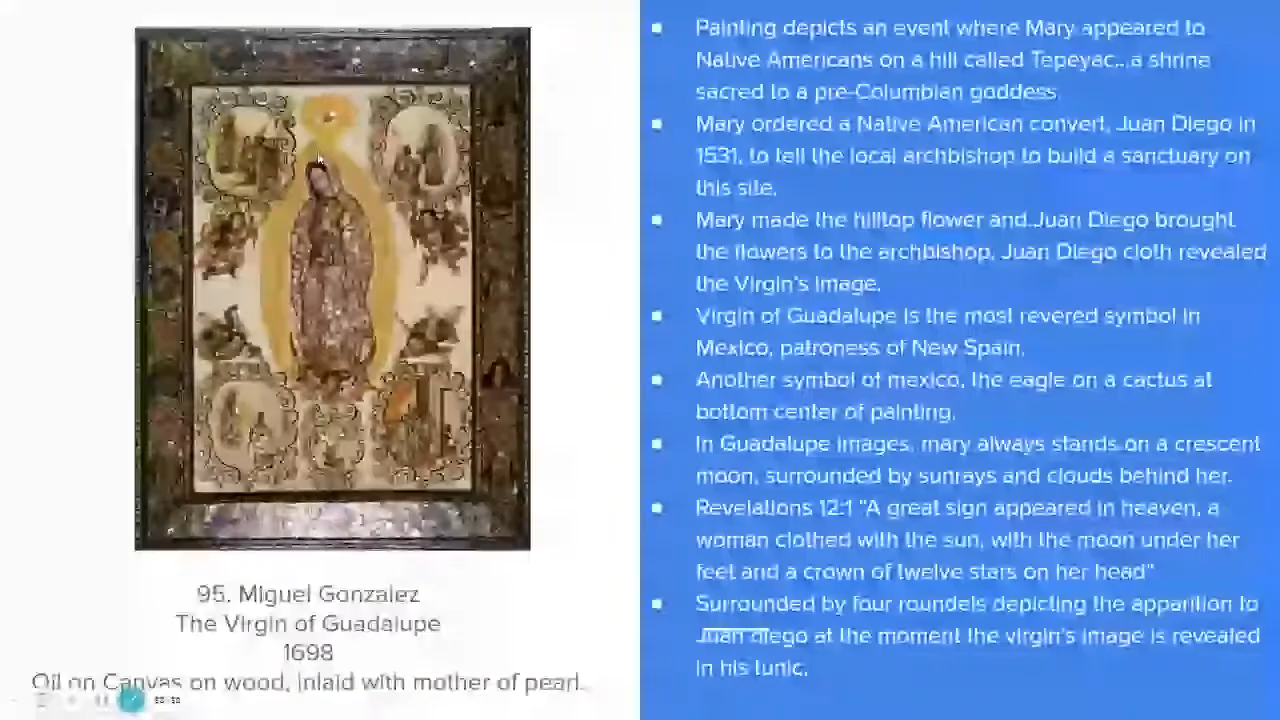 Painting depicts an event where Mary appeared to
Native Americans on a hill called Tepeyac...a shrine
sacred to a pre-Columbian goddess.
Mary ordered a Native American convert, Juan Diego in
1531, to tell the local archbishop to build a sanctuary on
this site.
Mary made the hilltop flower and Juan Diego brought
the flowers to the archbishop. Juan Diego cloth revealed
the Virgin's image.
Virgin of Guadalupe is the most revered symbol in
Mexico, patroness of New Spain.
Another symbol of mexico, the eagle on a cactus at
bottom center of painting.
In Guadalupe images, mary always stands on a crescent
moon, surrounded by sunrays and clouds behind her.
Revelations 12:1 "A great sign appeared in heaven, a
woman clothed with the sun, with the moon under her
feet and a crown of twelve stars on her head"
Surrounded by four roundels depicting the apparition to
Juan diego at the moment the virgin's image is revealed
in his tunic.
95. Miguel Gonzalez
The Virgin of Guadalupe
1698
Oil on Canvas on wood, inlaid with mother of pearl.